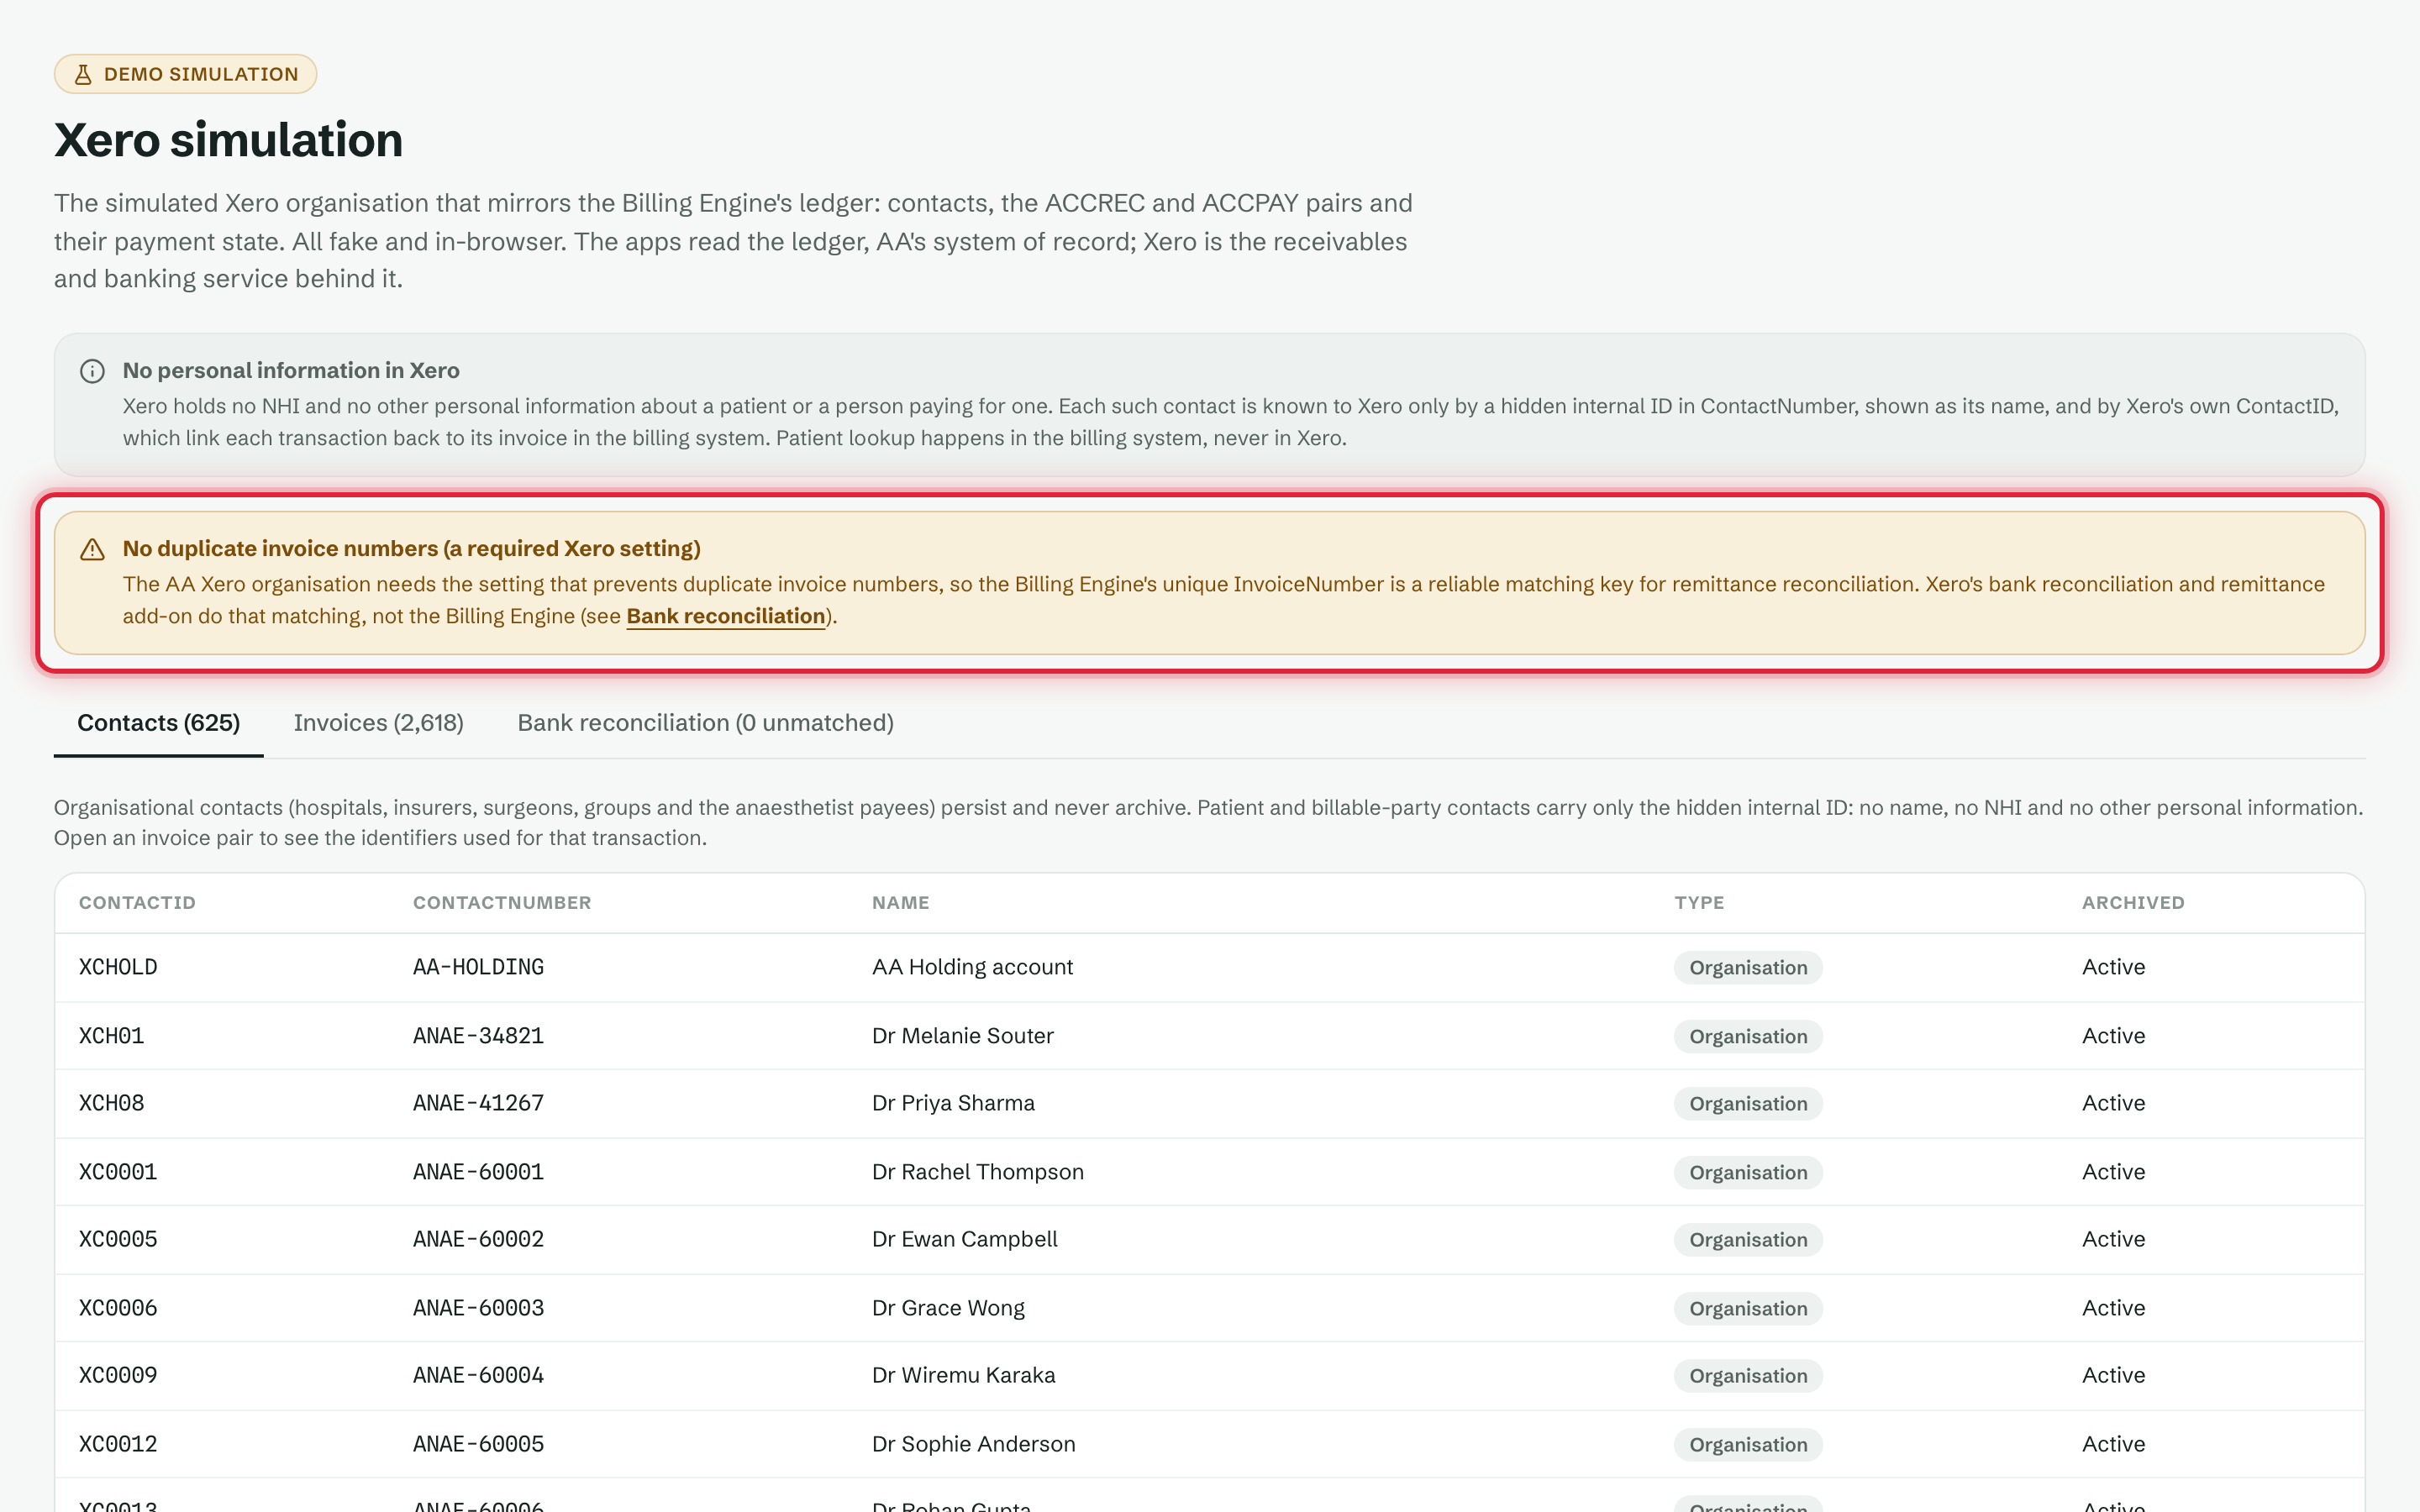 DEMO SIMULATION
Xero simulation
The simulated Xero organisation that mirrors the Billing Engine's ledger: contacts, the ACCREC and ACCPAY pairs and
their payment state. All fake and in-browser. The apps read the ledger, AA's system of record; Xero is the receivables
and banking service behind it.
No personal information in Xero
Xero holds no NHI and no other personal information about a patient or a person paying for one. Each such contact is known to Xero only by a hidden internal ID in ContactNumber, shown as its name, and by Xero's own ContactID,
which link each transaction back to its invoice in the billing system. Patient lookup happens in the billing system, never in Xero.
No duplicate invoice numbers (a required Xero setting)
The AA Xero organisation needs the setting that prevents duplicate invoice numbers, so the Billing Engine's unique InvoiceNumber is a reliable matching key for remittance reconciliation. Xero's bank reconciliation and remittance
add-on do that matching, not the Billing Engine (see Bank reconciliation).
Contacts (625) Invoices (2,618) Bank reconciliation (0 unmatched)
Organisational contacts (hospitals, insurers, surgeons, groups and the anaesthetist payees) persist and never archive. Patient and billable-party contacts carry only the hidden internal ID: no name, no NHI and no other personal information.
Open an invoice pair to see the identifiers used for that transaction.
CONTACTID CONTACTNUMBER NAME TYPE ARCHIVED
XCHOLD AA-HOLDING AA Holding account Organisation Active
XCH01 ANAE-34821 Dr Melanie Souter Organisation Active
XCH08 ANAE-41267 Dr Priya Sharma Organisation Active
XC0001 ANAE-60001 Dr Rachel Thompson Organisation Active
XC0005 ANAE-60002 Dr Ewan Campbell Organisation Active
XC0006 ANAE-60003 Dr Grace Wong Organisation Active
XC0009 ANAE-60004 Dr Wiremu Karaka Organisation Active
XC0012 ANAE-60005 Dr Sophie Anderson Organisation Active
XC0013 ANAE-60006 Dr Rohan Gupta Organisation Active